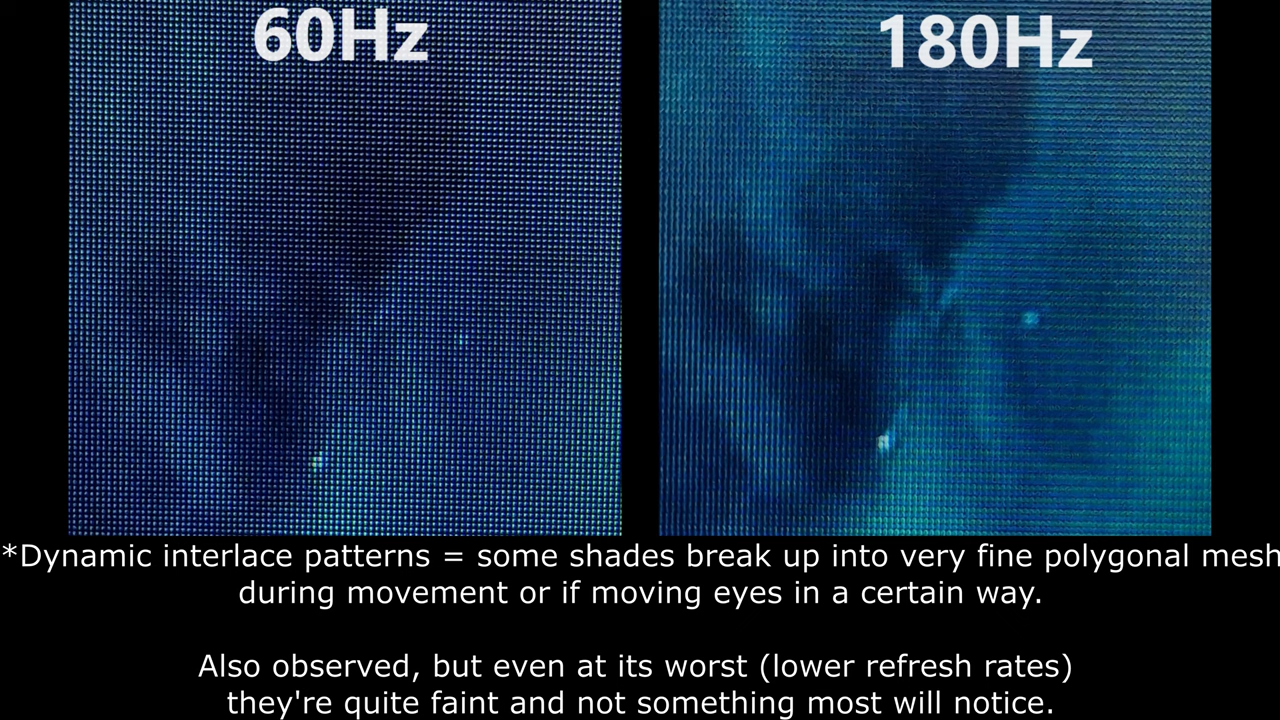 60Hz
180Hz
*Dynamic interlace patterns = some shades break up into very fine polygonal mesh
during movement or if moving eyes in a certain way.
Also observed, but even at its worst (lower refresh rates)
they're quite faint and not something most will notice.